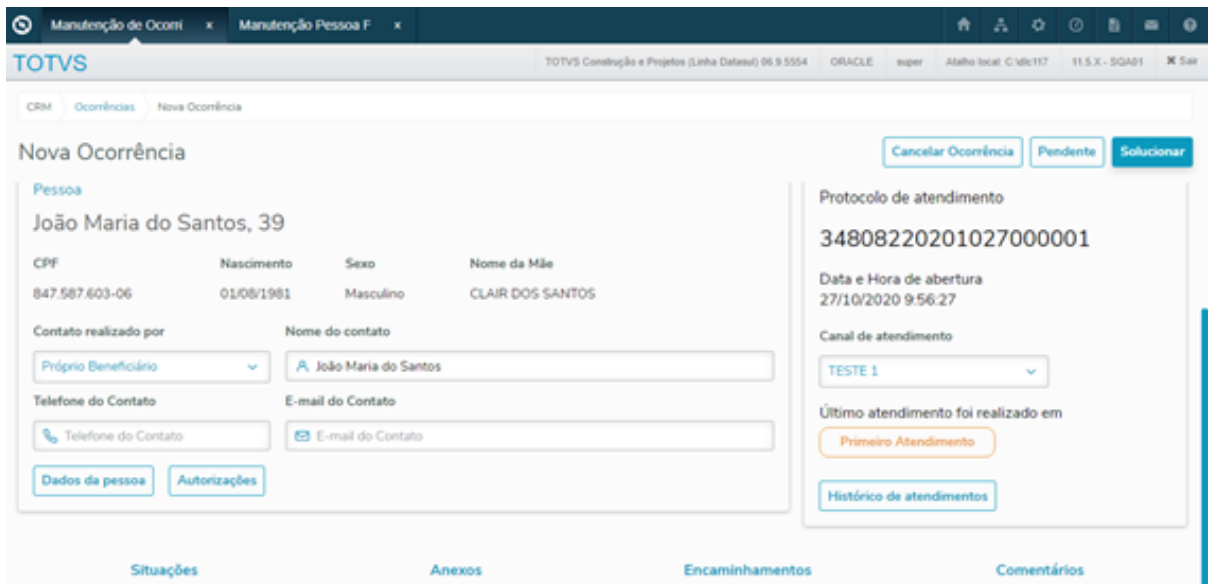 Manutenção de Ocorri x Manutenção Pessoa F x
TOTVS
TOTVS Construção e Projetos (Linha Datasul) 06.9.5554 ORACLE super Atalho local: C:\dlc117 11.5.X - SQA01 ✖ Sair
CRM Ocorrências Nova Ocorrência
Nova Ocorrência
Cancelar Ocorrência Pendente Solucionar
Pessoa
João Maria do Santos, 39
CPF Nascimento Sexo Nome da Mãe
847.587.603-06 01/08/1981 Masculino CLAIR DOS SANTOS
Contato realizado por Nome do contato
Próprio Beneficiário João Maria do Santos
Telefone do Contato E-mail do Contato
Telefone do Contato E-mail do Contato
Dados da pessoa Autorizações
Protocolo de atendimento
34808220201027000001
Data e Hora de abertura
27/10/2020 9:56:27
Canal de atendimento
TESTE 1
Último atendimento foi realizado em
Primeiro Atendimento
Histórico de atendimentos
Situações Anexos Encaminhamentos Comentários